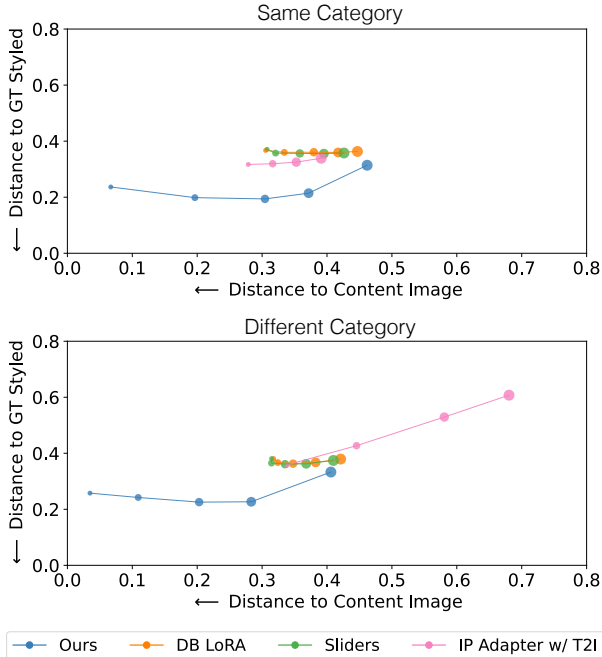 Same Category
0.8
0.6
0.4
0.2
0.0
← Distance to GT Styled
0.0 0.1 0.2 0.3 0.4 0.5 0.6 0.7 0.8
← Distance to Content Image
Different Category
0.8
0.6
0.4
0.2
0.0
← Distance to GT Styled
0.0 0.1 0.2 0.3 0.4 0.5 0.6 0.7 0.8
← Distance to Content Image
Ours DB LoRA Sliders IP Adapter w/ T2I